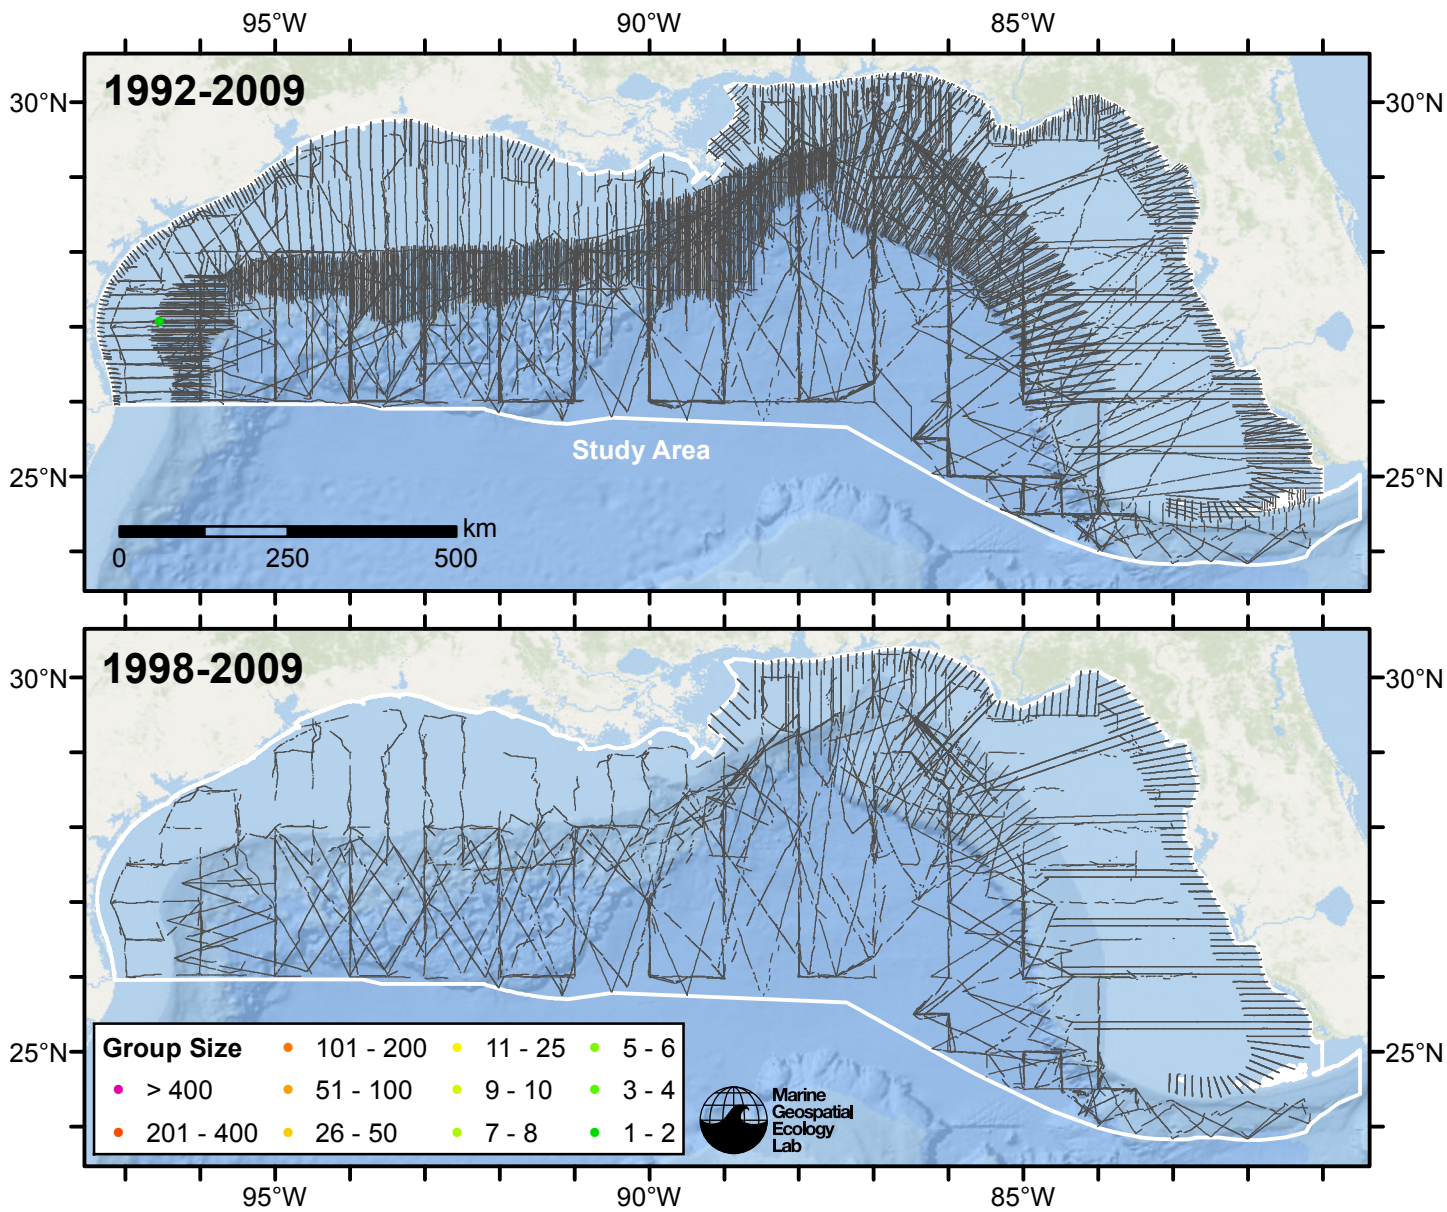 95°W 90°W 85°W
1992-2009
30°N 30°N
Study Area
25°N 25°N
km
0 250 500
1998-2009
30°N 30°N
25°N 25°N
Group Size 101 - 200 11 - 25 5 - 6
> 400 51 - 100 9 - 10 3 - 4
201 - 400 26 - 50 7 - 8 1 - 2
Marine
Geospatial
Ecology
Lab
95°W 90°W 85°W